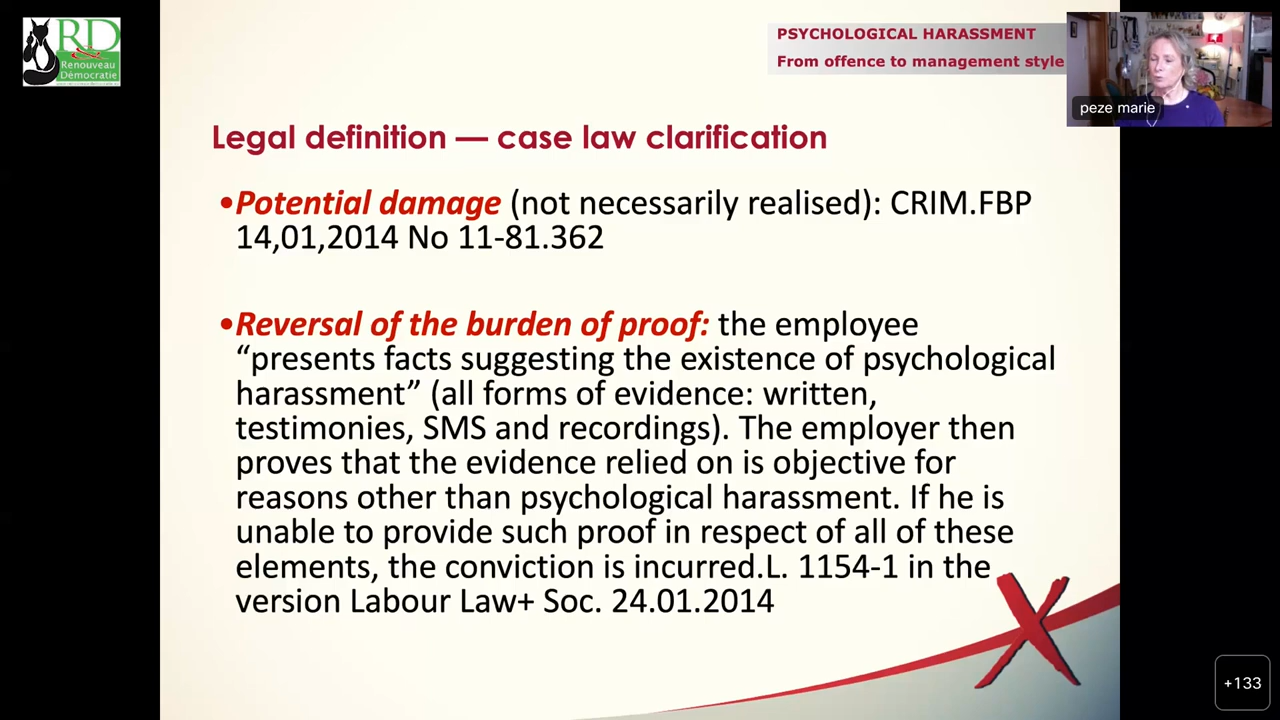 RD
Renouveau
Démocratie
PSYCHOLOGICAL HARASSMENT
From offence to management style
peze marie
Legal definition — case law clarification
•Potential damage (not necessarily realised): CRIM.FBP
14,01,2014 No 11-81.362
•Reversal of the burden of proof: the employee
“presents facts suggesting the existence of psychological
harassment” (all forms of evidence: written,
testimonies, SMS and recordings). The employer then
proves that the evidence relied on is objective for
reasons other than psychological harassment. If he is
unable to provide such proof in respect of all of these
elements, the conviction is incurred.L. 1154-1 in the
version Labour Law+ Soc. 24.01.2014
+133